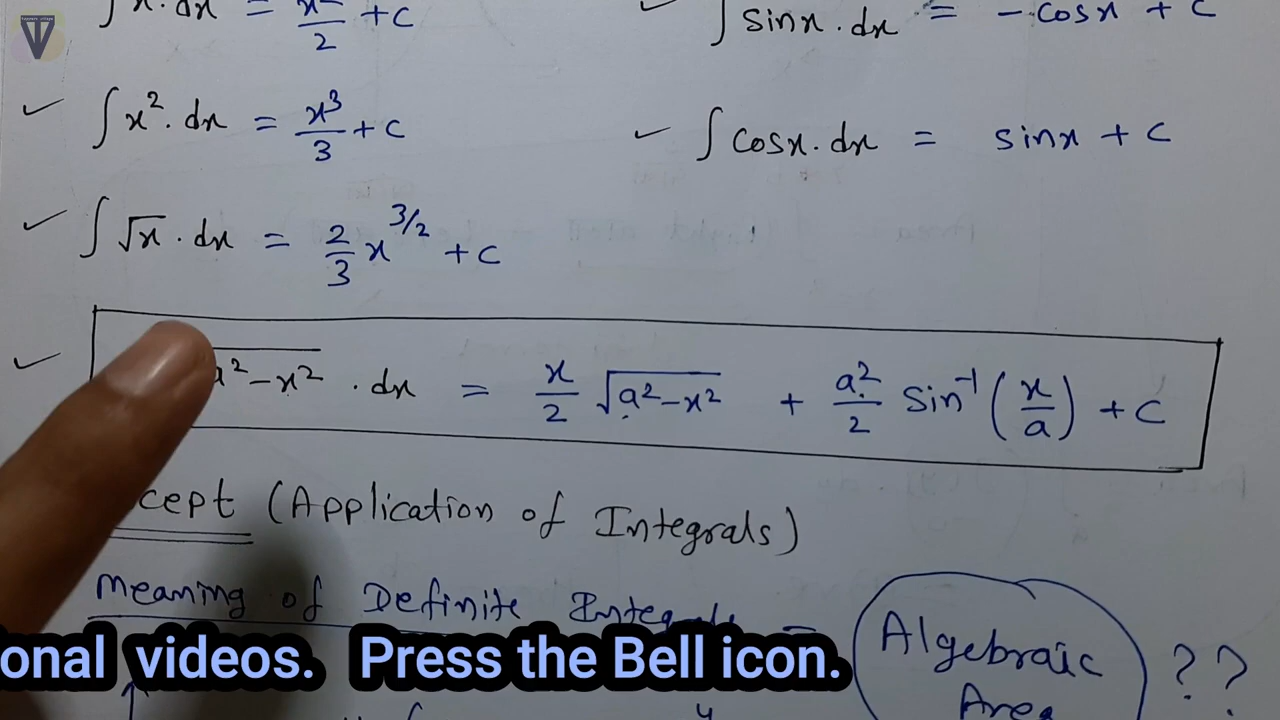 ∫x.dx = x²/2 + c
∫sinx.dx = -cosx + c
∫x².dx = x³/3 + c
∫cosx.dx = sinx + c
∫√x.dx = 2/3 x^3/2 + c
a²-x² .dx = x/2 √a²-x² + a²/2 Sin⁻¹(x/a) + c
cept (Application of Integrals)
Meaning of Definite Integrals = Algebraic Area ??
onal videos. Press the Bell icon.